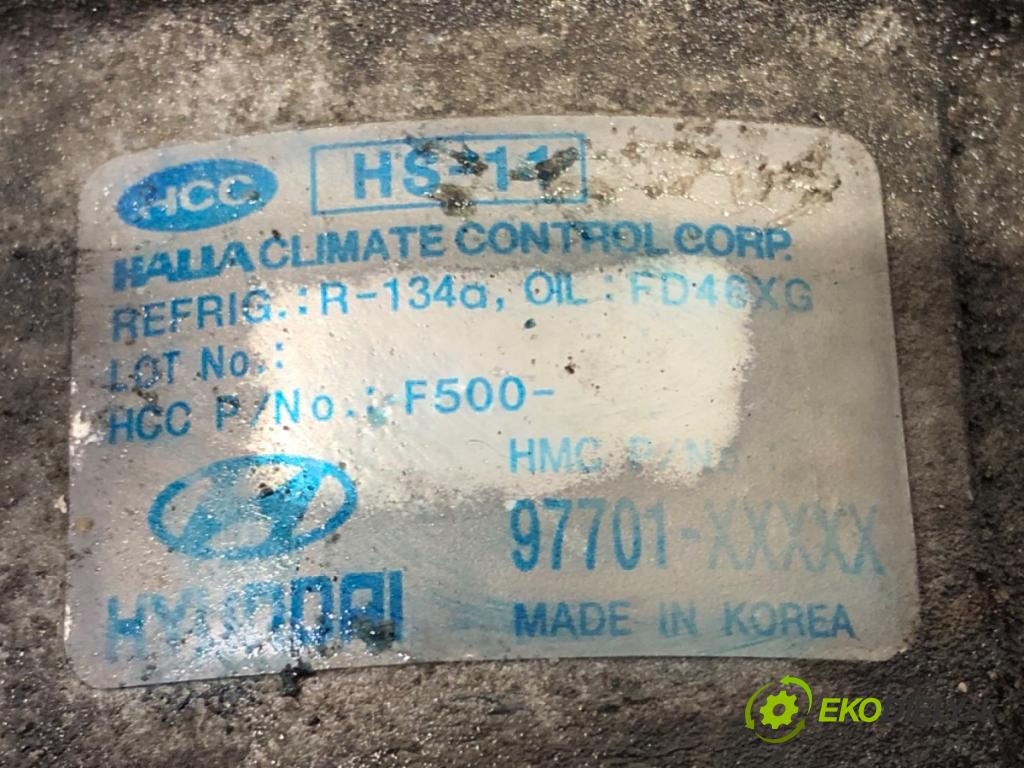 HCC HS-11
HALLA CLIMATE CONTROL CORP.
REFRIG.: R-134a, OIL : FD46XG
LOT No.:
HCC P/No.: F500-
HMC P/No. :
97701-XXXXX
HYUNDAI
MADE IN KOREA
EKO